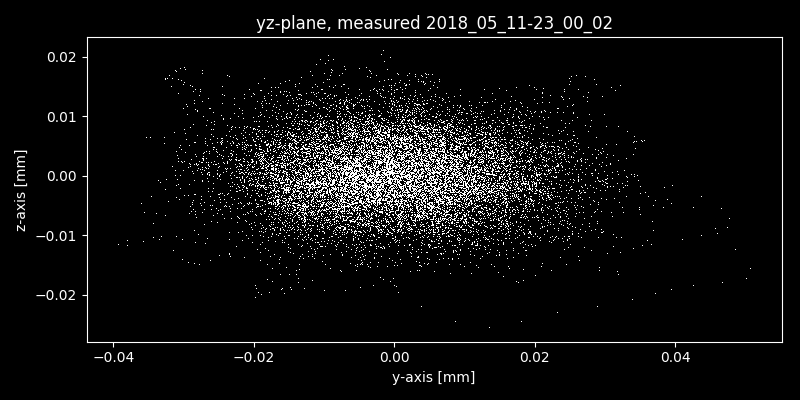 yz-plane, measured 2018_05_11-23_00_02
0.02
0.01
0.00
−0.01
−0.02
z-axis [mm]
−0.04 −0.02 0.00 0.02 0.04
y-axis [mm]